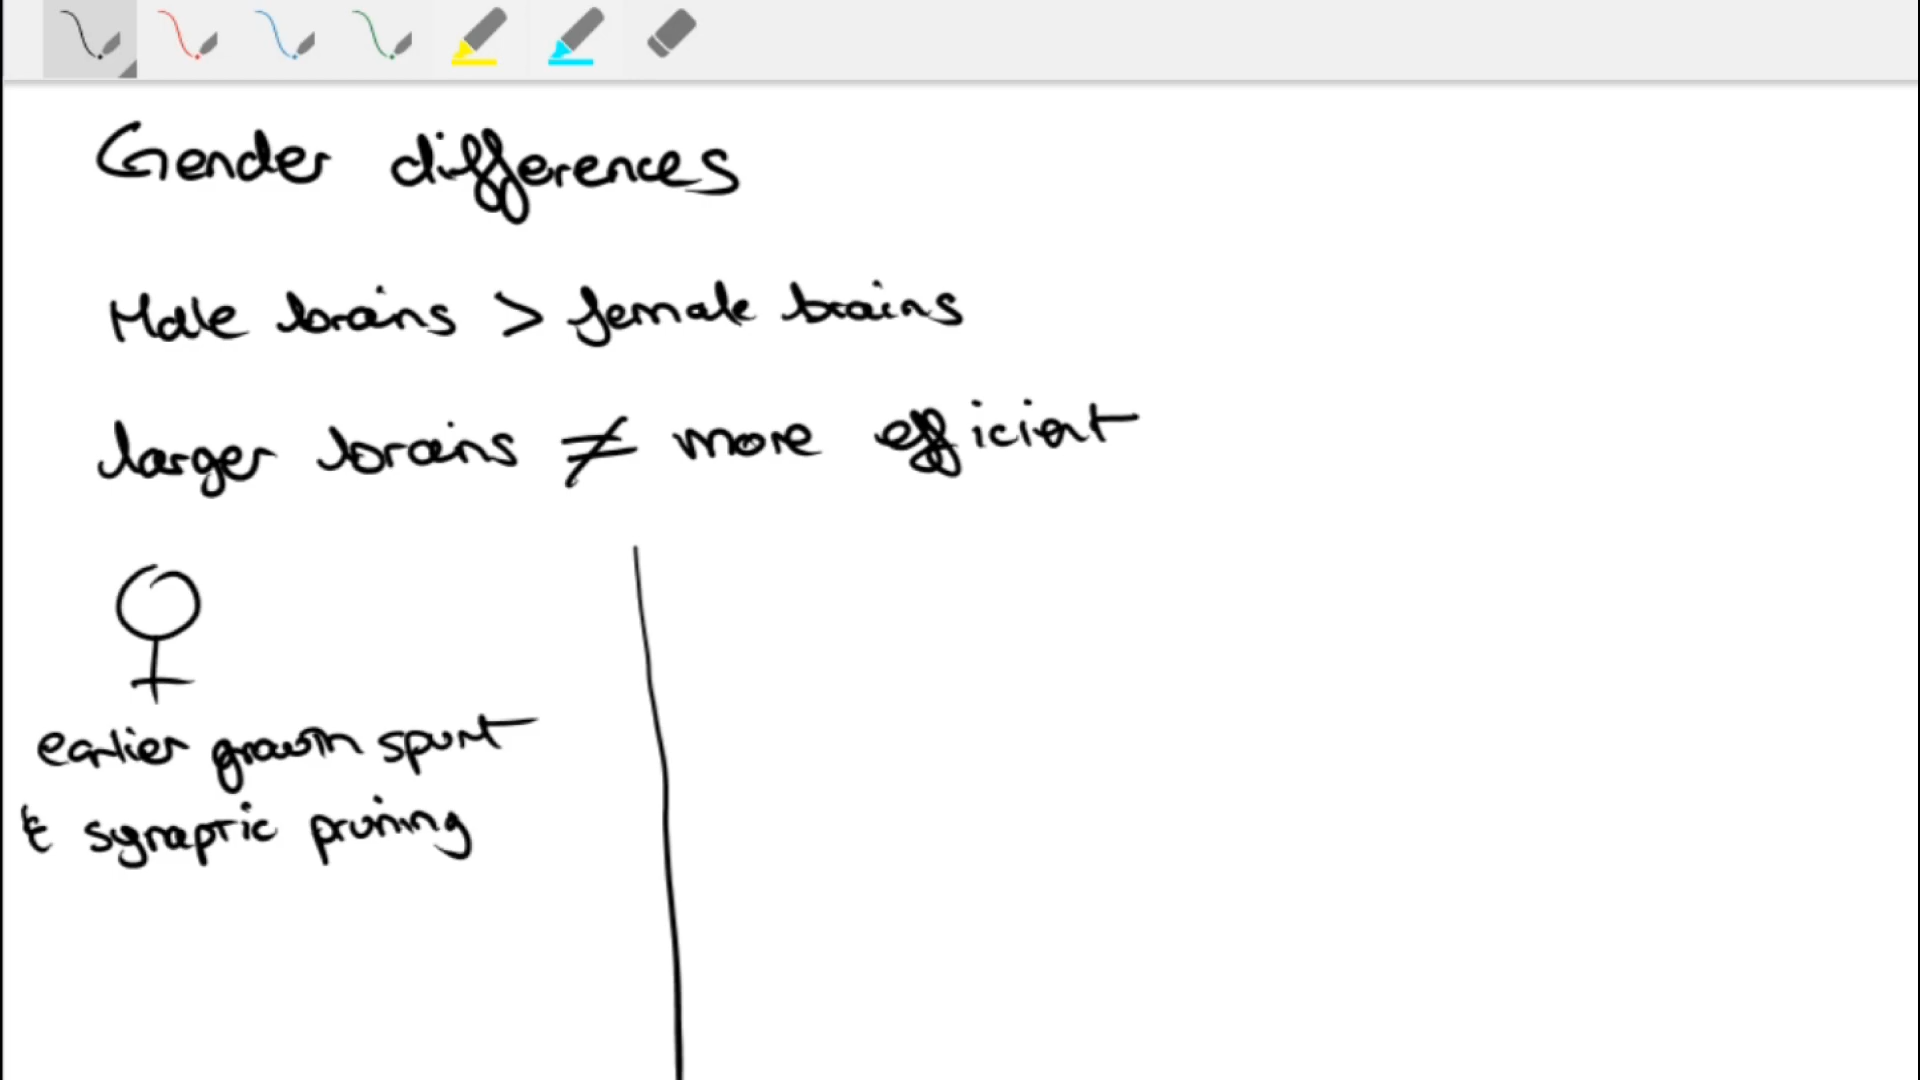 Gender differences
Male brains > female brains
larger brains ≠ more efficient
♀
earlier growth spurt
& synaptic pruning